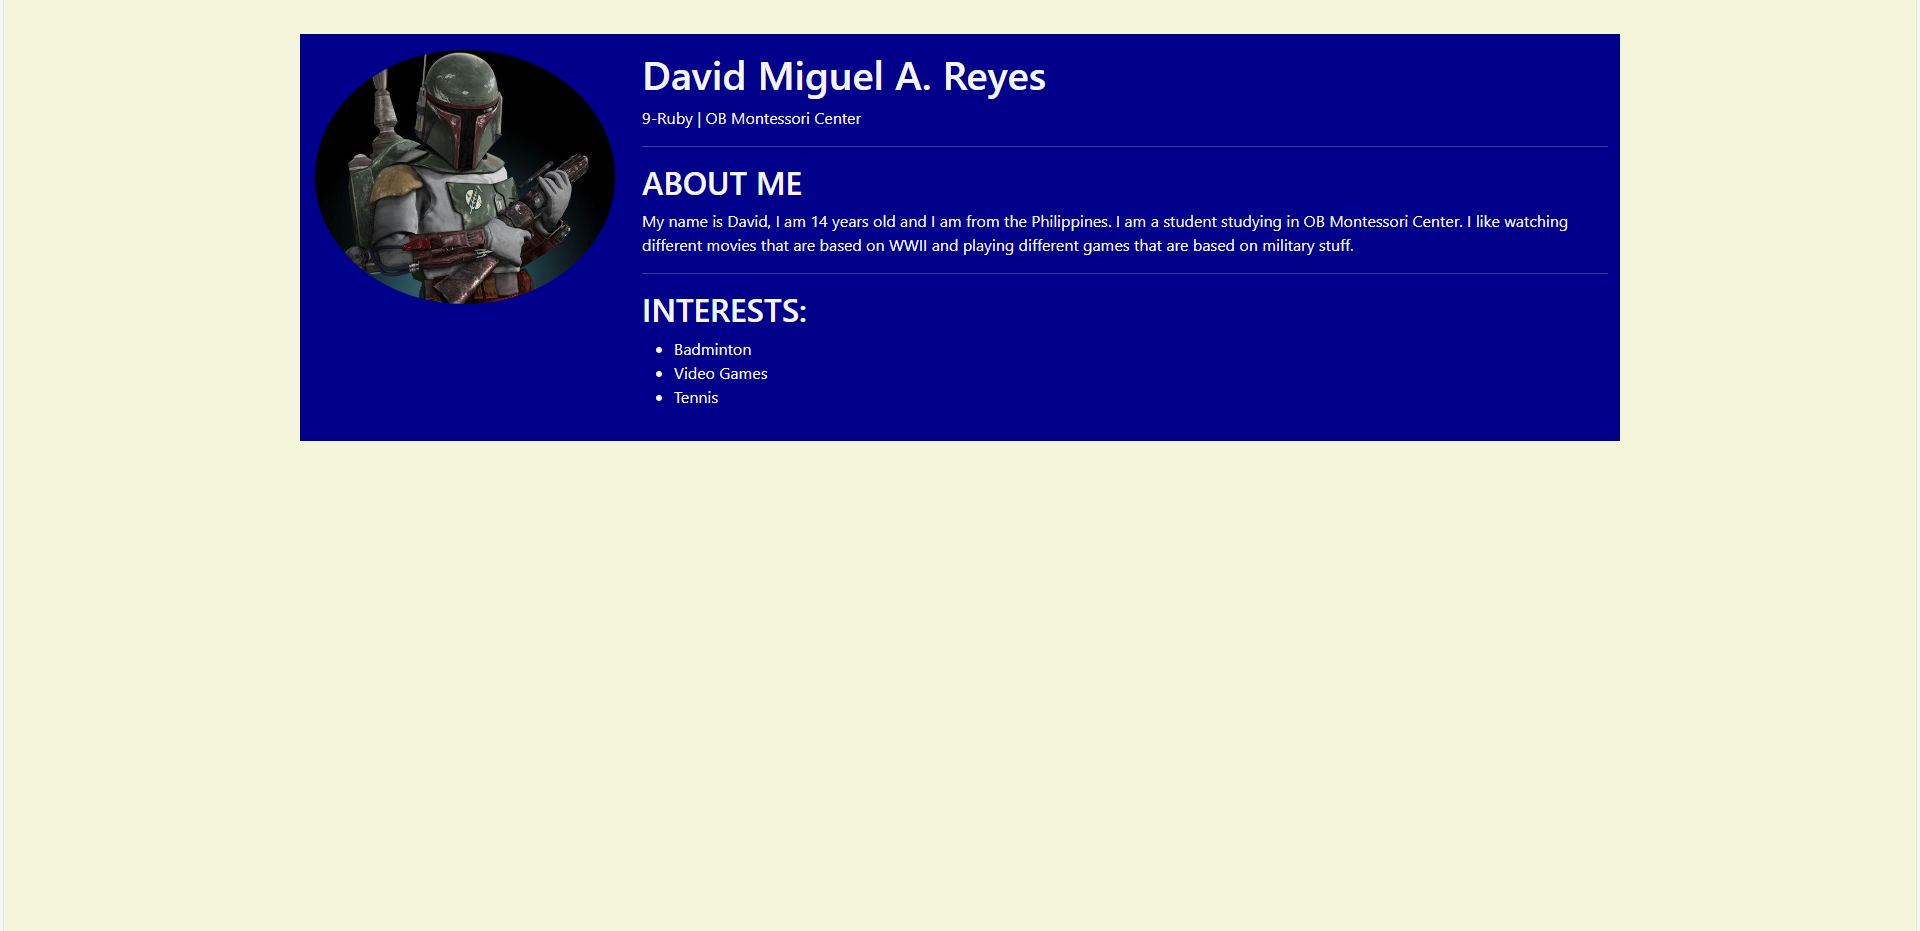 David Miguel A. Reyes
9-Ruby | OB Montessori Center
ABOUT ME
My name is David, I am 14 years old and I am from the Philippines. I am a student studying in OB Montessori Center. I like watching
different movies that are based on WWII and playing different games that are based on military stuff.
INTERESTS:
• Badminton
• Video Games
• Tennis